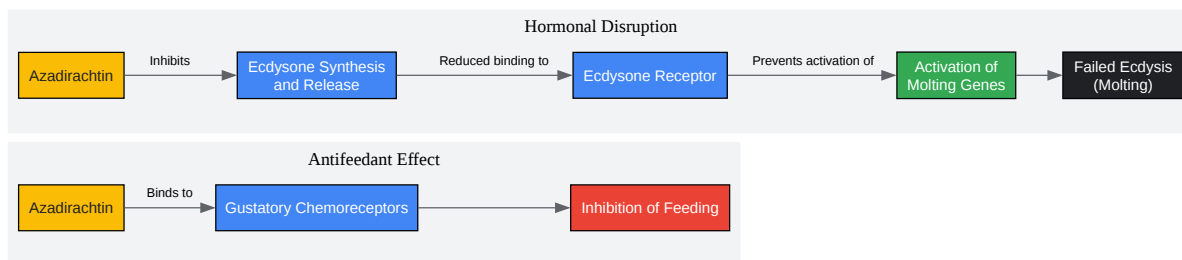 Hormonal Disruption
Azadirachtin
Inhibits
Ecdysone Synthesis
and Release
Reduced binding to
Ecdysone Receptor
Prevents activation of
Activation of
Molting Genes
Failed Ecdysis
(Molting)
Antifeedant Effect
Azadirachtin
Binds to
Gustatory Chemoreceptors
Inhibition of Feeding